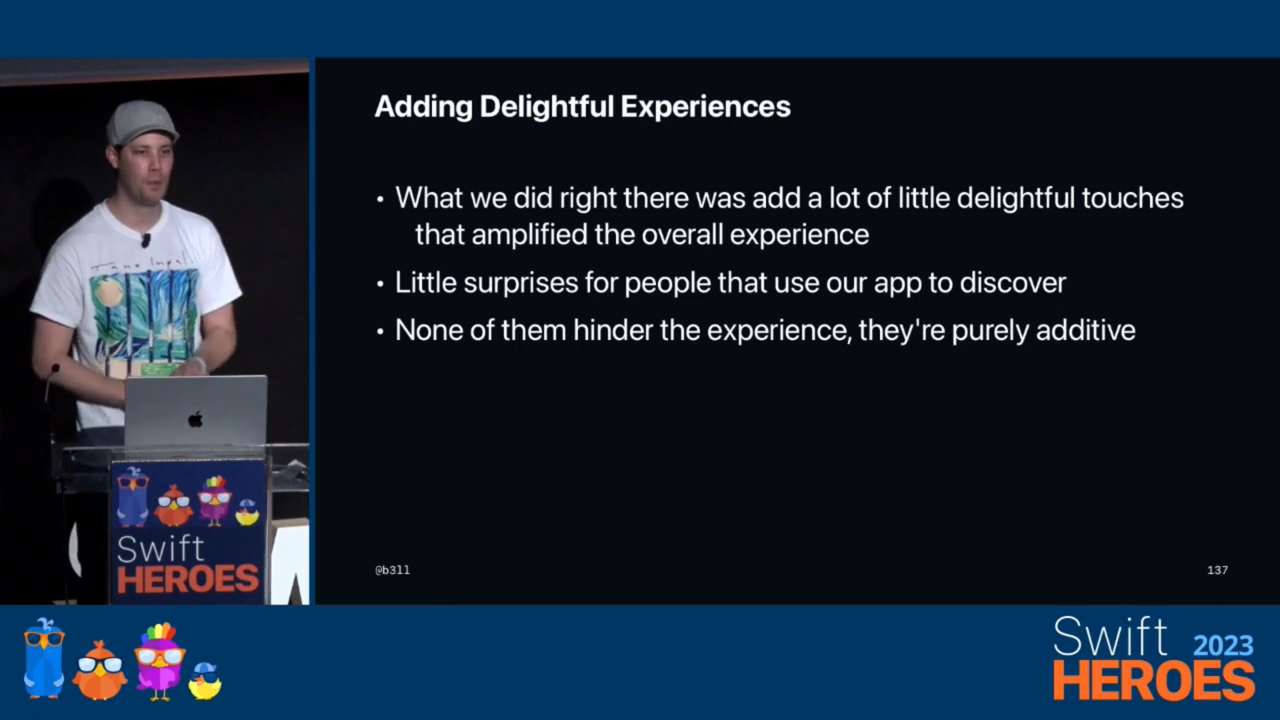 Adding Delightful Experiences
• What we did right there was add a lot of little delightful touches
that amplified the overall experience
• Little surprises for people that use our app to discover
• None of them hinder the experience, they're purely additive
@b3ll
137
Swift
HEROES
Swift 2023
HEROES